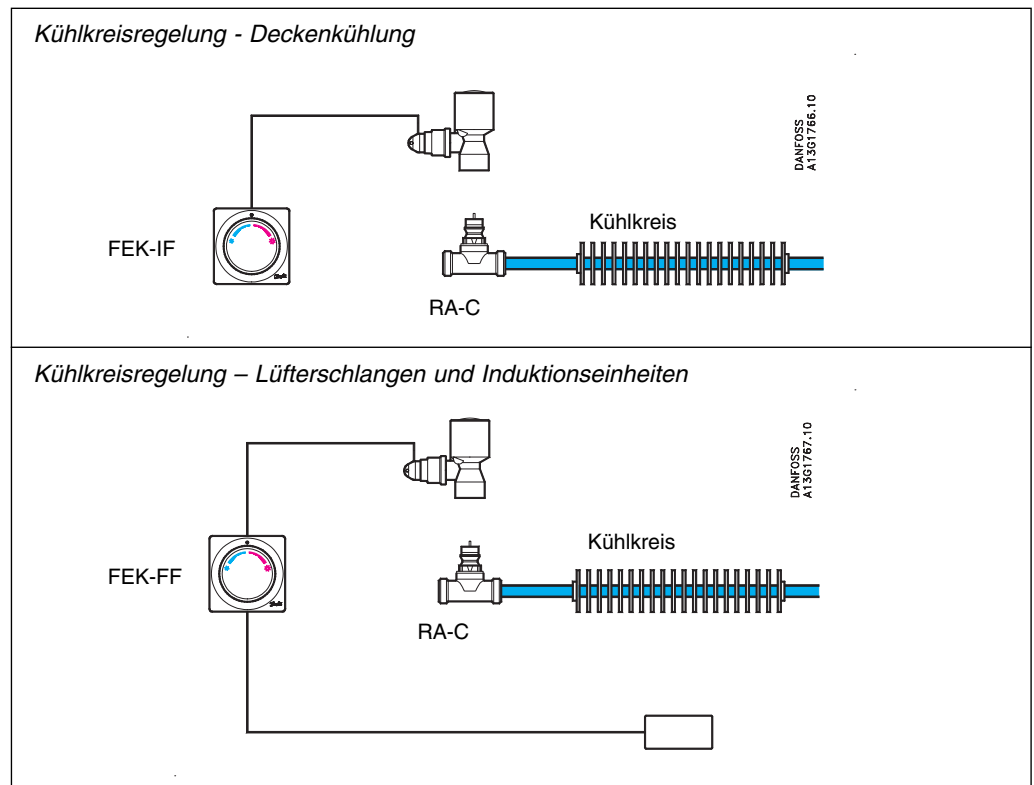 Kühlkreisregelung - Deckenkühlung
DANFOSS
A13G1766.10
Kühlkreis
FEK-IF
RA-C
Kühlkreisregelung – Lüfterschlangen und Induktionseinheiten
DANFOSS
A13G1767.10
Kühlkreis
FEK-FF
RA-C